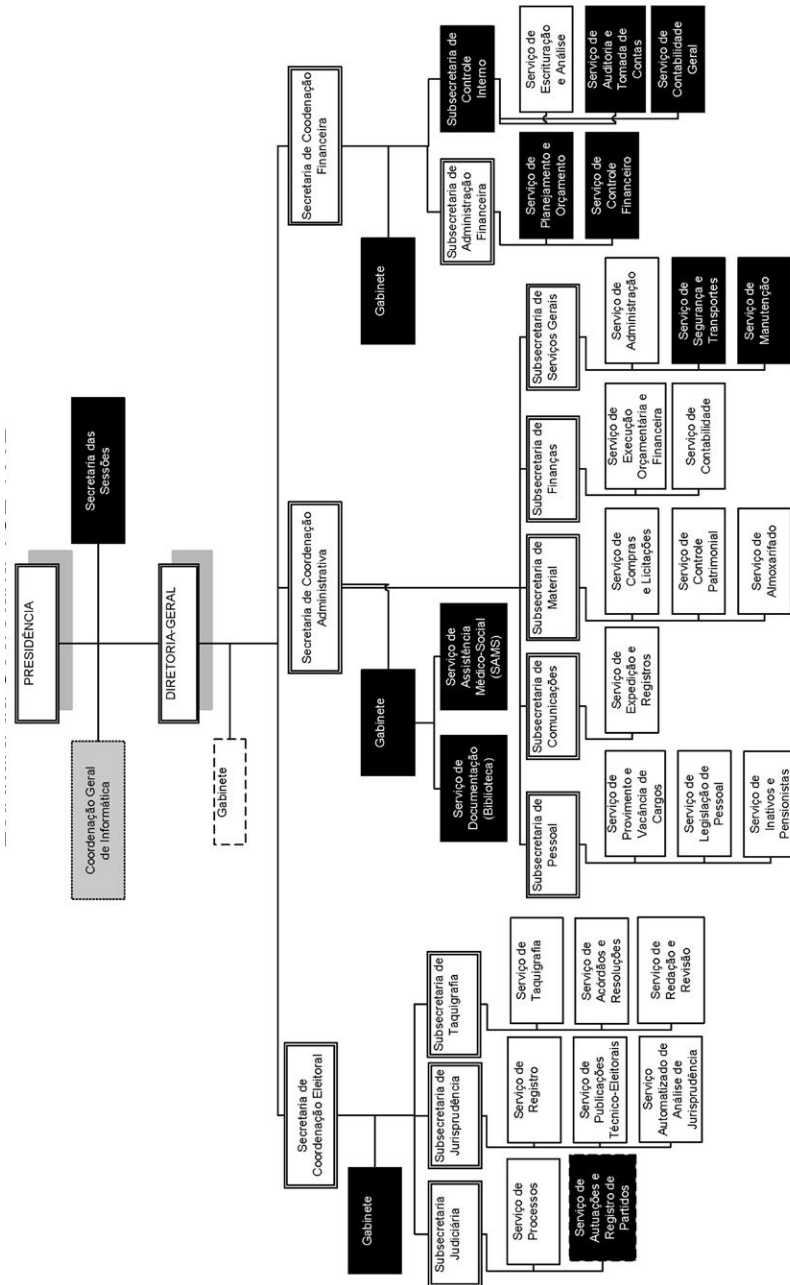 PRESIDÊNCIA
Coordenação Geral
de Informática
Secretaria das
Sessões
DIRETORIA-GERAL
Gabinete
Secretaria de
Coordenação Eleitoral
Gabinete
Subsecretaria
Judiciária
Serviço de
Processos
Serviço de
Autuações e
Registro de
Partidos
Subsecretaria de
Jurisprudência
Serviço de
Registro
Serviço de
Publicações
Técnico-Eleitorais
Serviço
Automatizado de
Análise de
Jurisprudência
Subsecretaria de
Taquigrafia
Serviço de
Taquigrafia
Serviço de
Acórdãos e
Resoluções
Serviço de
Redação e
Revisão
Secretaria de Coordenação
Administrativa
Gabinete
Serviço de
Documentação
(Biblioteca)
Serviço de
Assistência
Médico-Social
(SAMS)
Subsecretaria de
Pessoal
Serviço de
Provimento e
Vacância de
Cargos
Serviço de
Legislação de
Pessoal
Serviço de
Inativos e
Pensionistas
Subsecretaria de
Comunicações
Serviço de
Expedição e
Registros
Subsecretaria de
Material
Serviço de
Compras
e Licitações
Serviço de
Controle
Patrimonial
Serviço de
Almoxarifado
Subsecretaria de
Finanças
Serviço de
Execução
Orçamentária e
Financeira
Serviço de
Contabilidade
Subsecretaria de
Serviços Gerais
Serviço de
Administração
Serviço de
Segurança e
Transportes
Serviço de
Manutenção
Secretaria de Coodenação
Financeira
Gabinete
Subsecretaria de
Administração
Financeira
Serviço de
Planejamento e
Orçamento
Serviço de
Controle
Financeiro
Subsecretaria de
Controle
Interno
Serviço de
Escrituração
e Análise
Serviço de
Auditoria e
Tomada de
Contas
Serviço de
Contabilidade
Geral